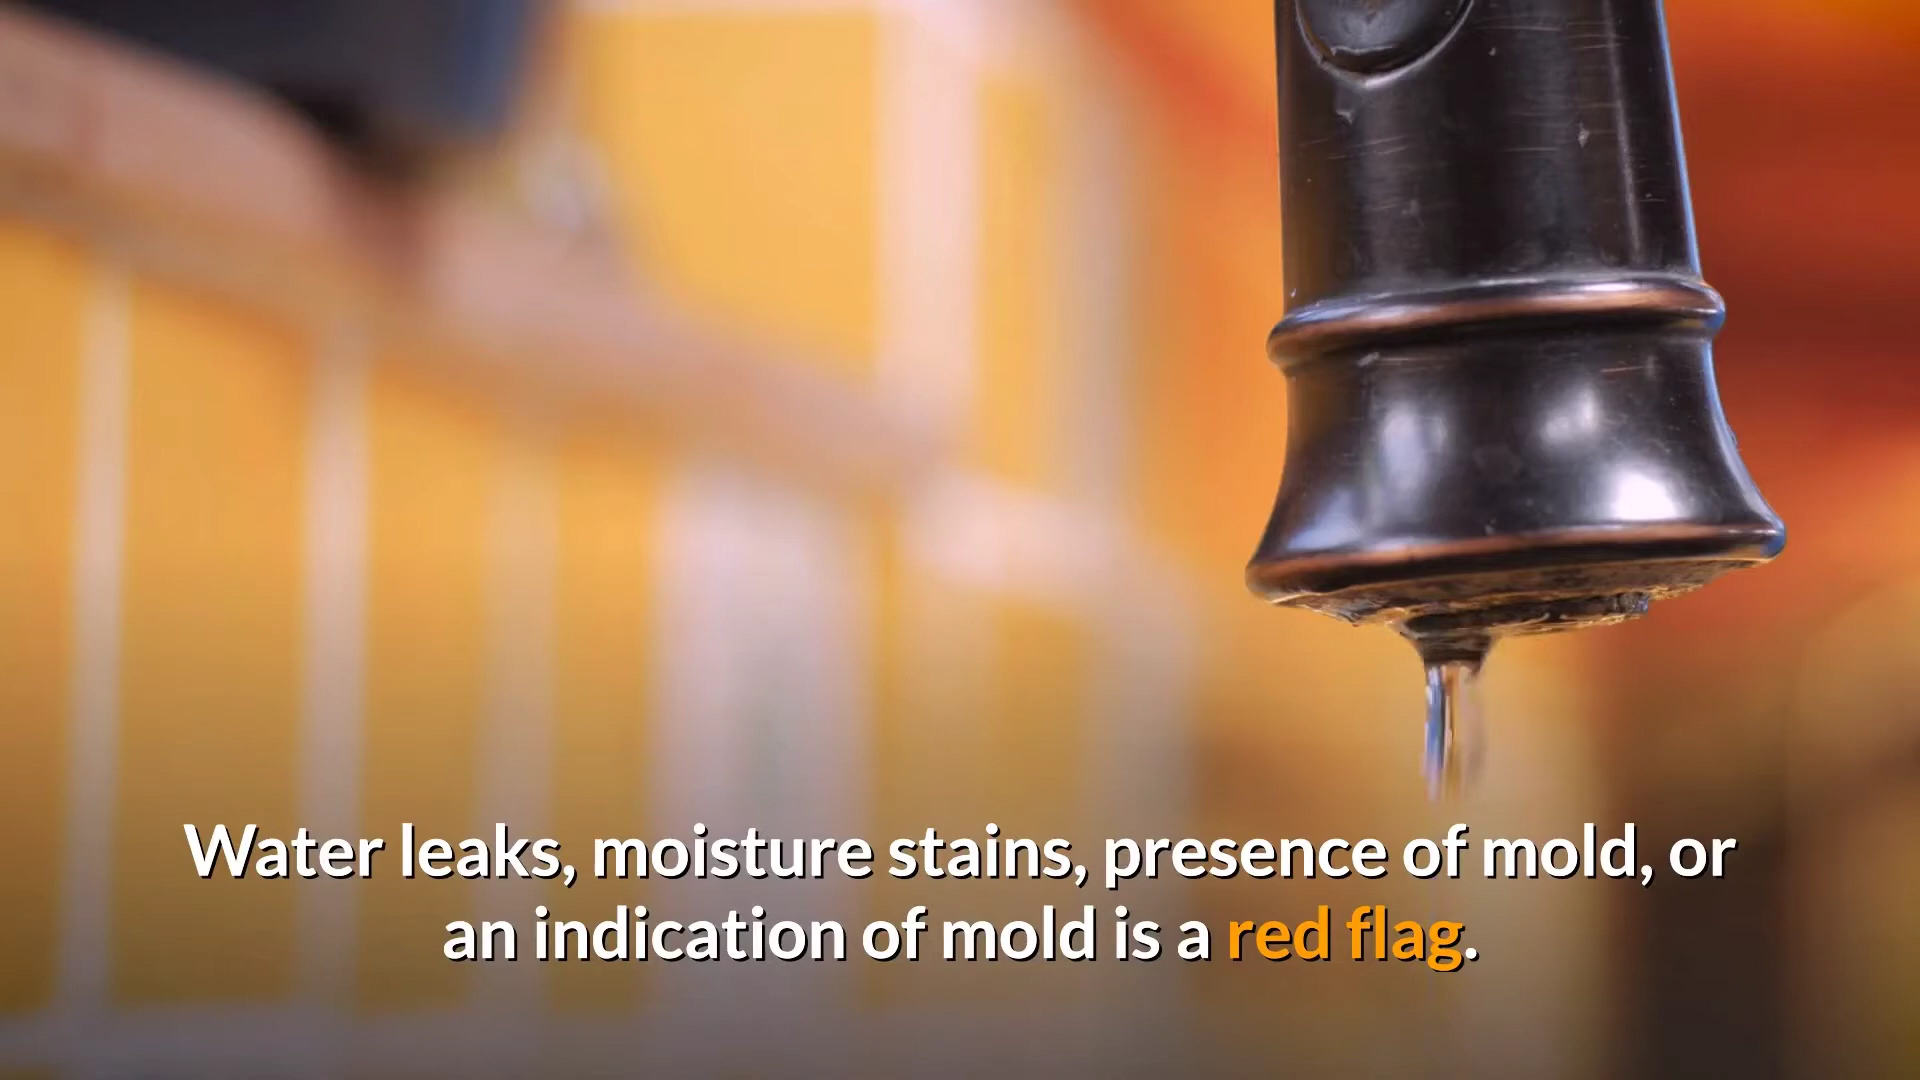 Water leaks, moisture stains, presence of mold, or
an indication of mold is a red flag.